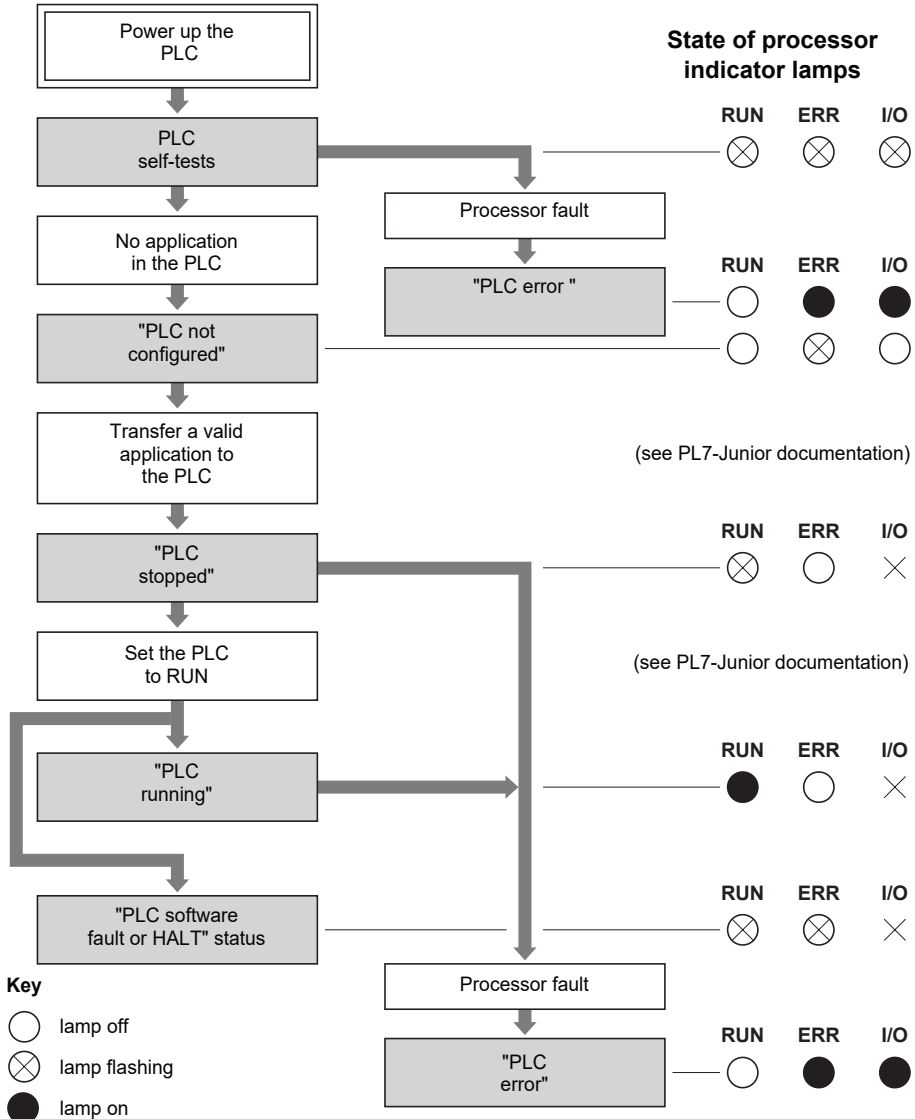 Power up the
PLC
State of processor
indicator lamps
RUN ERR I/O
PLC
self-tests
Processor fault
No application
in the PLC
RUN ERR I/O
"PLC error "
"PLC not
configured"
Transfer a valid
application to
the PLC
(see PL7-Junior documentation)
RUN ERR I/O
"PLC
stopped"
Set the PLC
to RUN
(see PL7-Junior documentation)
RUN ERR I/O
"PLC
running"
RUN ERR I/O
"PLC software
fault or HALT" status
Processor fault
Key
lamp off
lamp flashing
lamp on
RUN ERR I/O
"PLC
error"